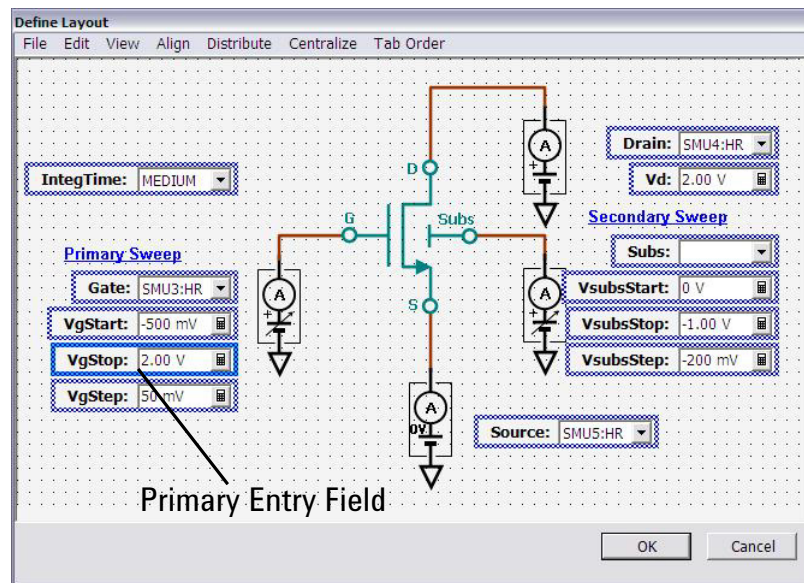 Define Layout
File Edit View Align Distribute Centralize Tab Order
A
+
Drain: SMU4:HR
D
IntegTime: MEDIUM
Vd: 2.00 V
G
Subs
Secondary Sweep
Primary Sweep
Subs:
Gate: SMU3:HR
A
+
S
A
+
VsubsStart: 0 V
VgStart: -500 mV
VsubsStop: -1.00 V
VgStop: 2.00 V
VsubsStep: -200 mV
VgStep: 50 mV
A
0V
Source: SMU5:HR
Primary Entry Field
OK Cancel